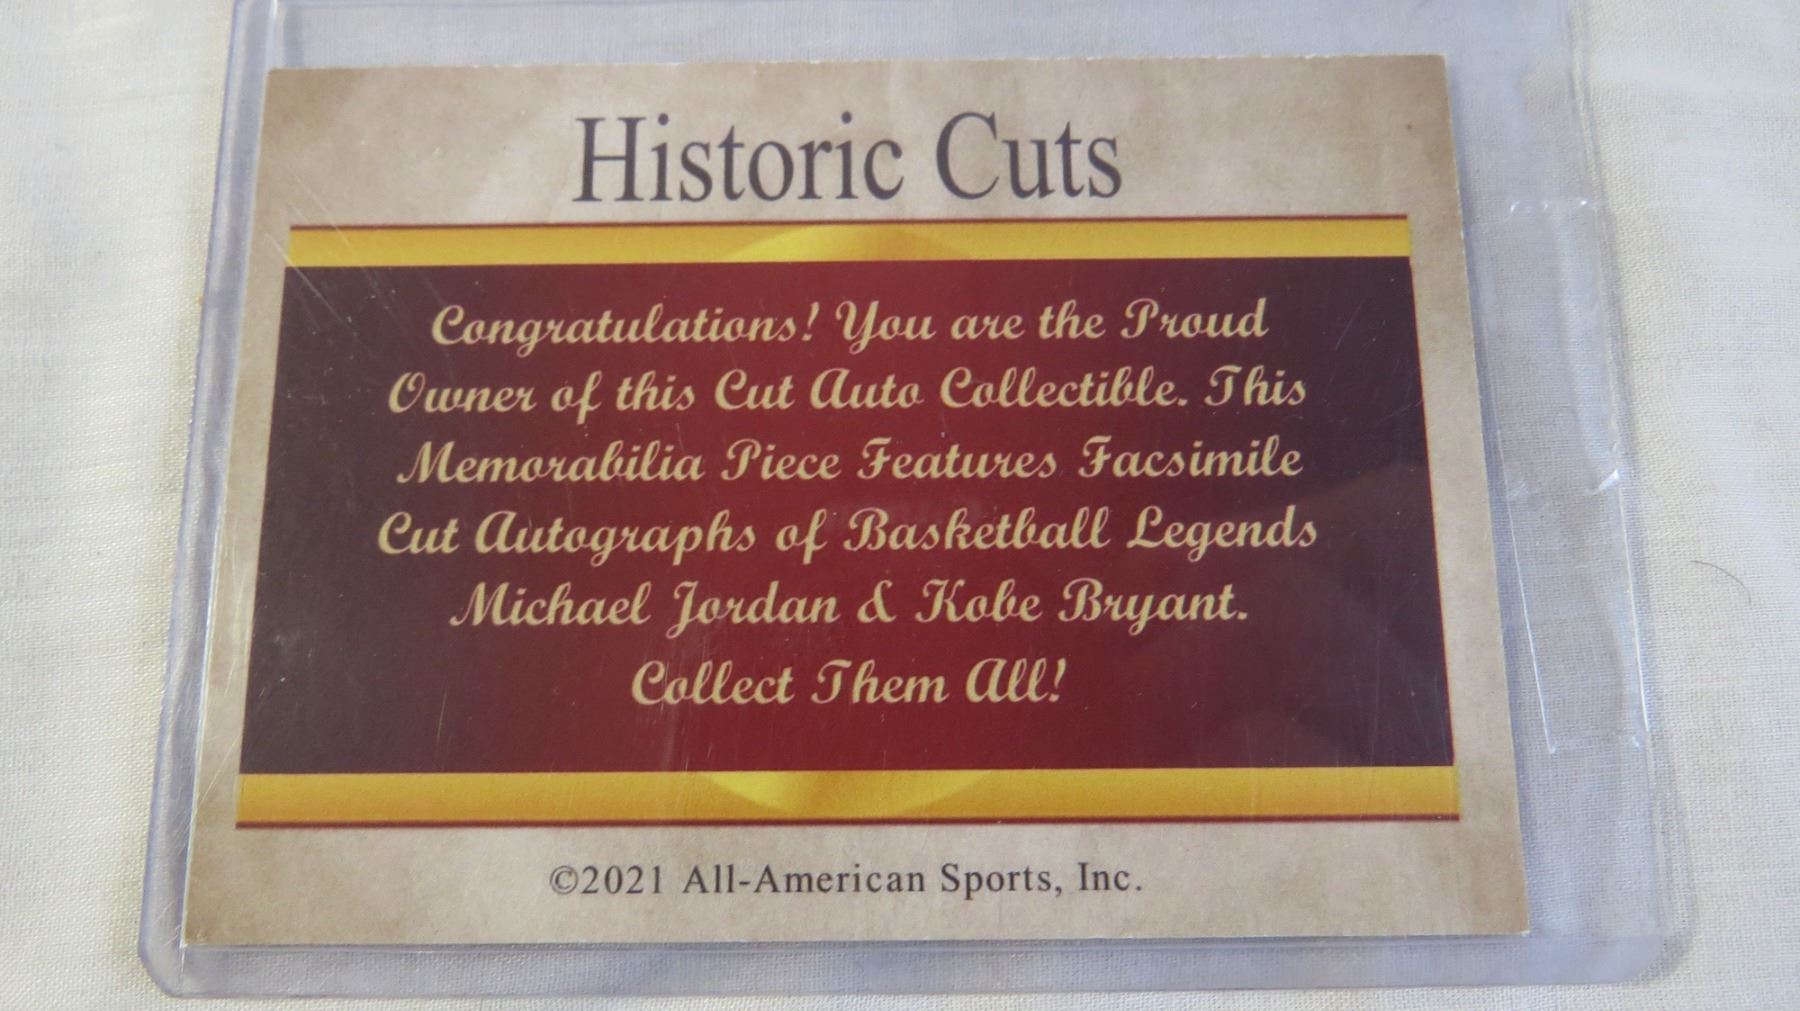 Historic Cuts
Congratulations! You are the Proud
Owner of this Cut Auto Collectible. This
Memorabilia Piece Features Facsimile
Cut Autographs of Basketball Legends
Michael Jordan & Kobe Bryant.
Collect Them All!
©2021 All-American Sports, Inc.